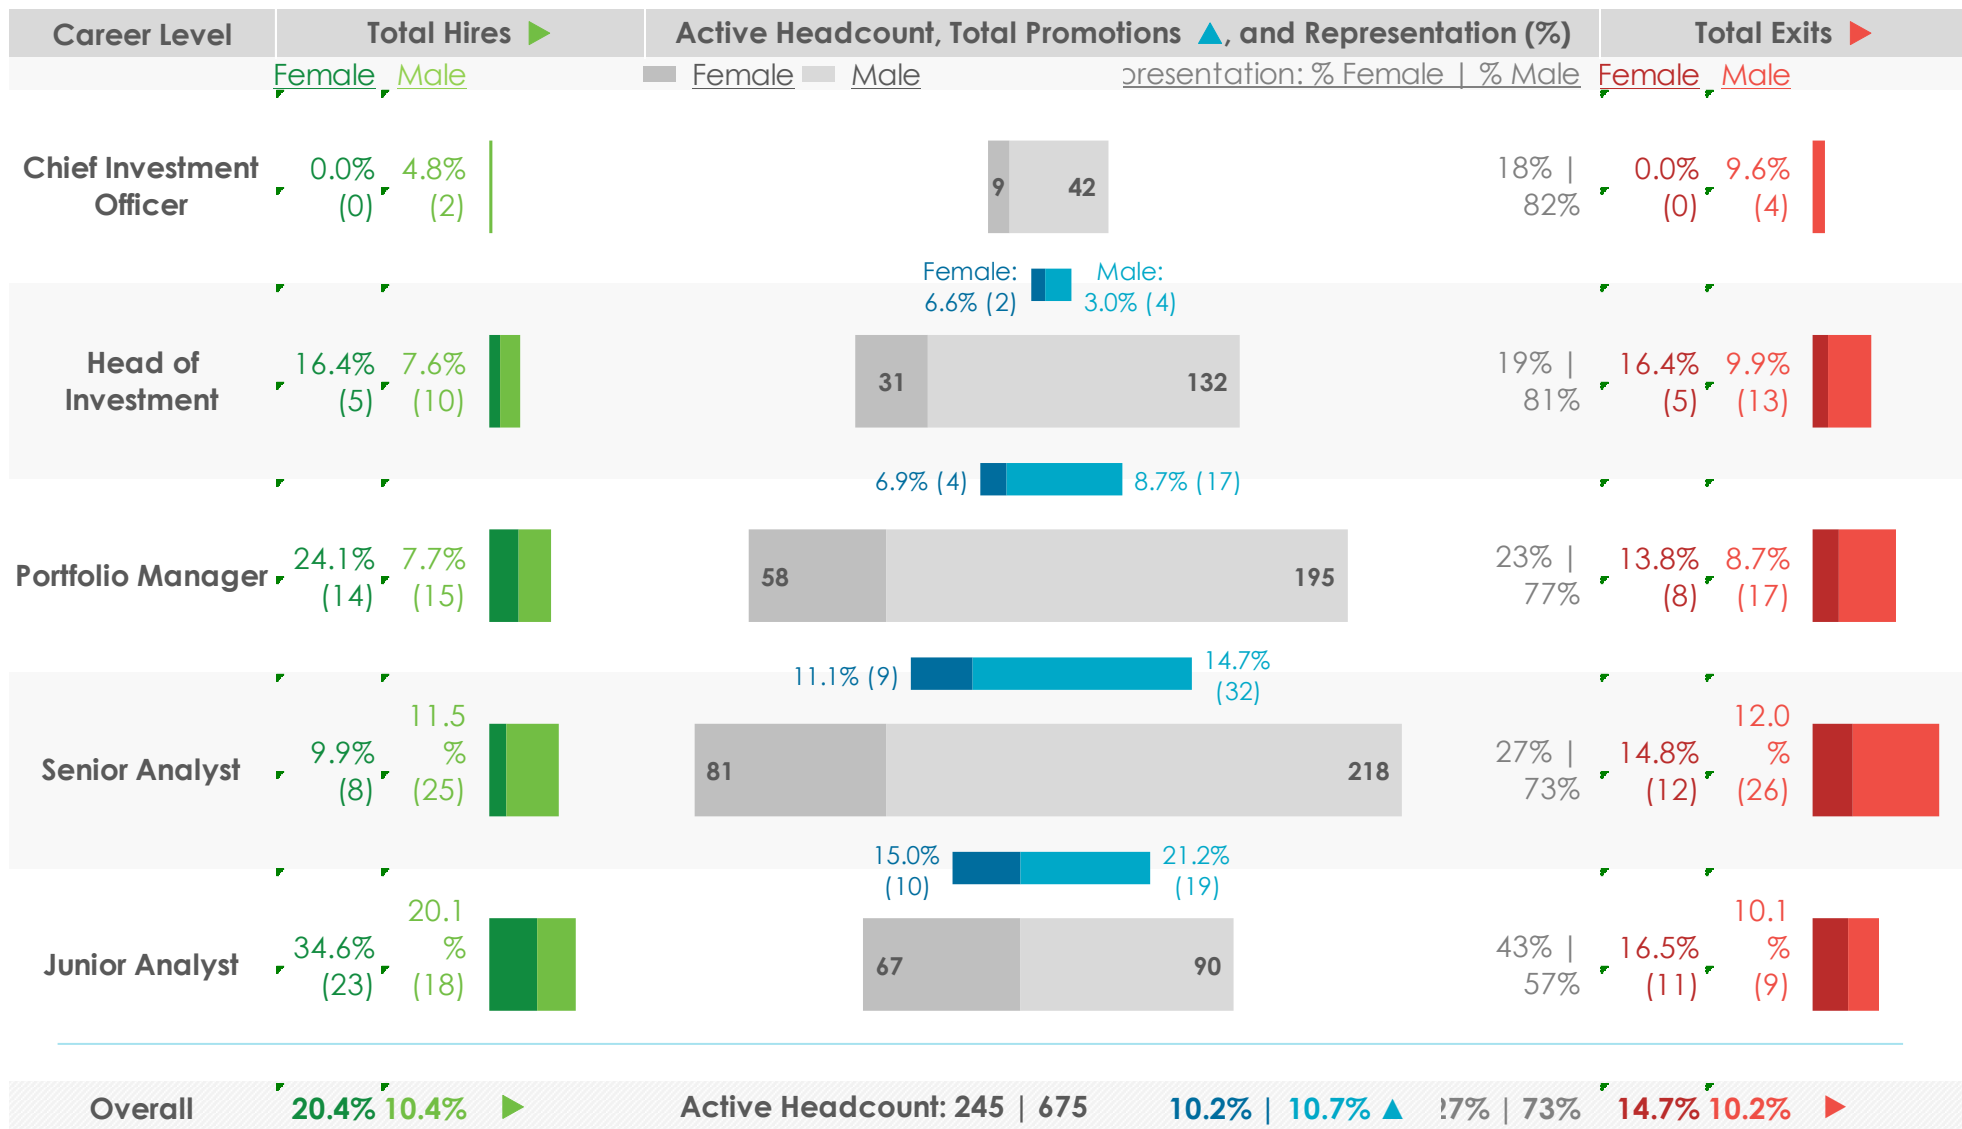 Career Level
Total Hires ▶
Active Headcount, Total Promotions ▲, and Representation (%)
Total Exits ▶
Female Male
Female Male
% Female | % Male
Female Male
Chief Investment
Officer
0.0%
(0)
4.8%
(2)
9 42
18% |
82%
0.0%
(0)
9.6%
(4)
Female:
6.6% (2)
Male:
3.0% (4)
Head of
Investment
16.4%
(5)
7.6%
(10)
31 132
19% |
81%
16.4%
(5)
9.9%
(13)
6.9% (4) 8.7% (17)
Portfolio Manager
24.1%
(14)
7.7%
(15)
58 195
23% |
77%
13.8%
(8)
8.7%
(17)
11.1% (9)
14.7%
(32)
Senior Analyst
9.9%
(8)
11.5
%
(25)
81 218
27% |
73%
14.8%
(12)
12.0
%
(26)
15.0%
(10)
21.2%
(19)
Junior Analyst
34.6%
(23)
20.1
%
(18)
67 90
43% |
57%
16.5%
(11)
10.1
%
(9)
Overall
20.4% 10.4% ▶
Active Headcount: 245 | 675
10.2% | 10.7% ▲
7% | 73%
14.7% 10.2% ▶